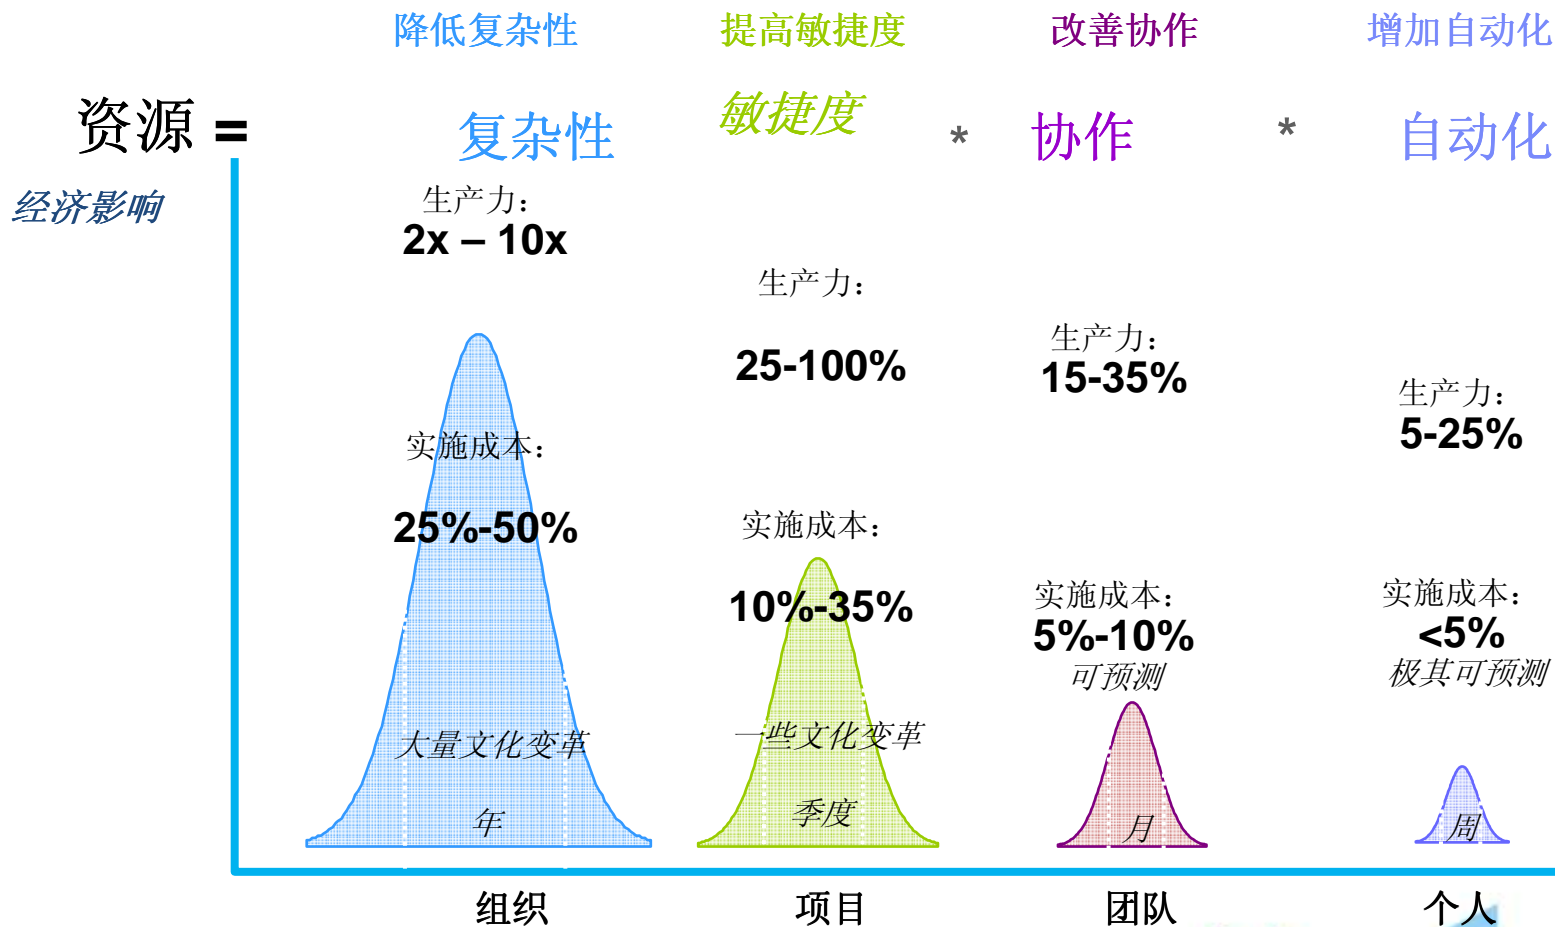 降低复杂性
提高敏捷度
改善协作
增加自动化
资源 =
复杂性
敏捷度
*
协作
*
自动化
经济影响
生产力：
2x – 10x
实施成本：
25%-50%
大量文化变革
年
组织
生产力：
25-100%
实施成本：
10%-35%
一些文化变革
季度
项目
生产力：
15-35%
实施成本：
5%-10%
可预测
月
团队
生产力：
5-25%
实施成本：
<5%
极其可预测
周
个人